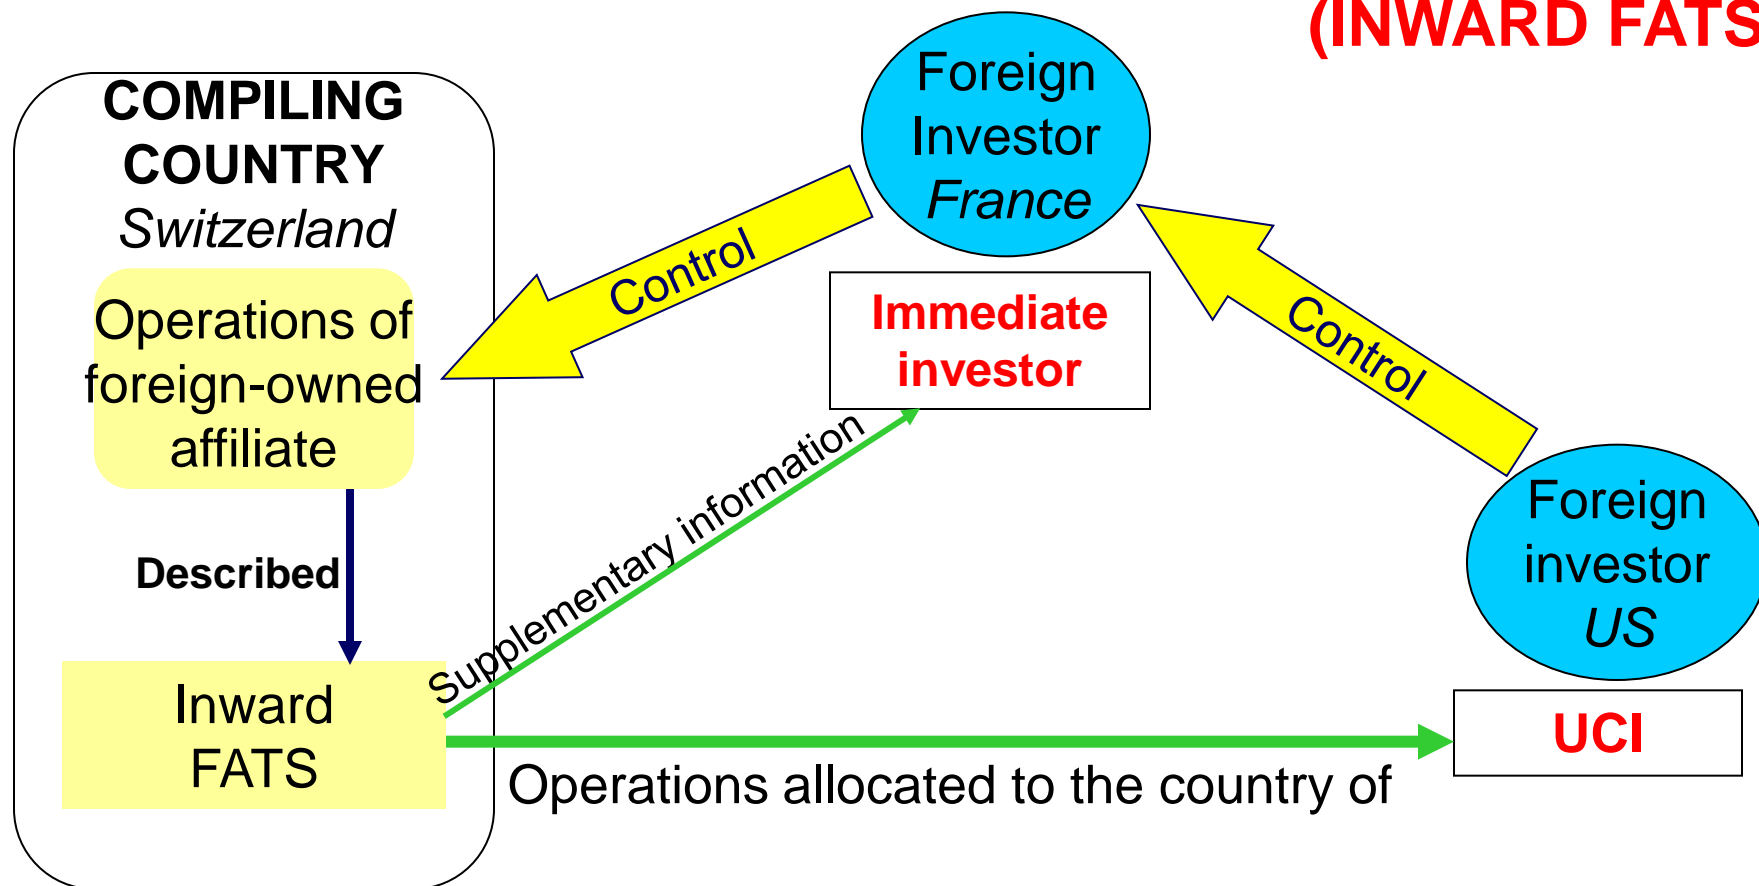 (INWARD FATS
COMPILING
COUNTRY
Switzerland
Operations of
foreign-owned
affiliate
Described
Inward
FATS
Foreign
Investor
France
Control
Immediate
investor
Control
Supplementary information
Foreign
investor
US
UCI
Operations allocated to the country of